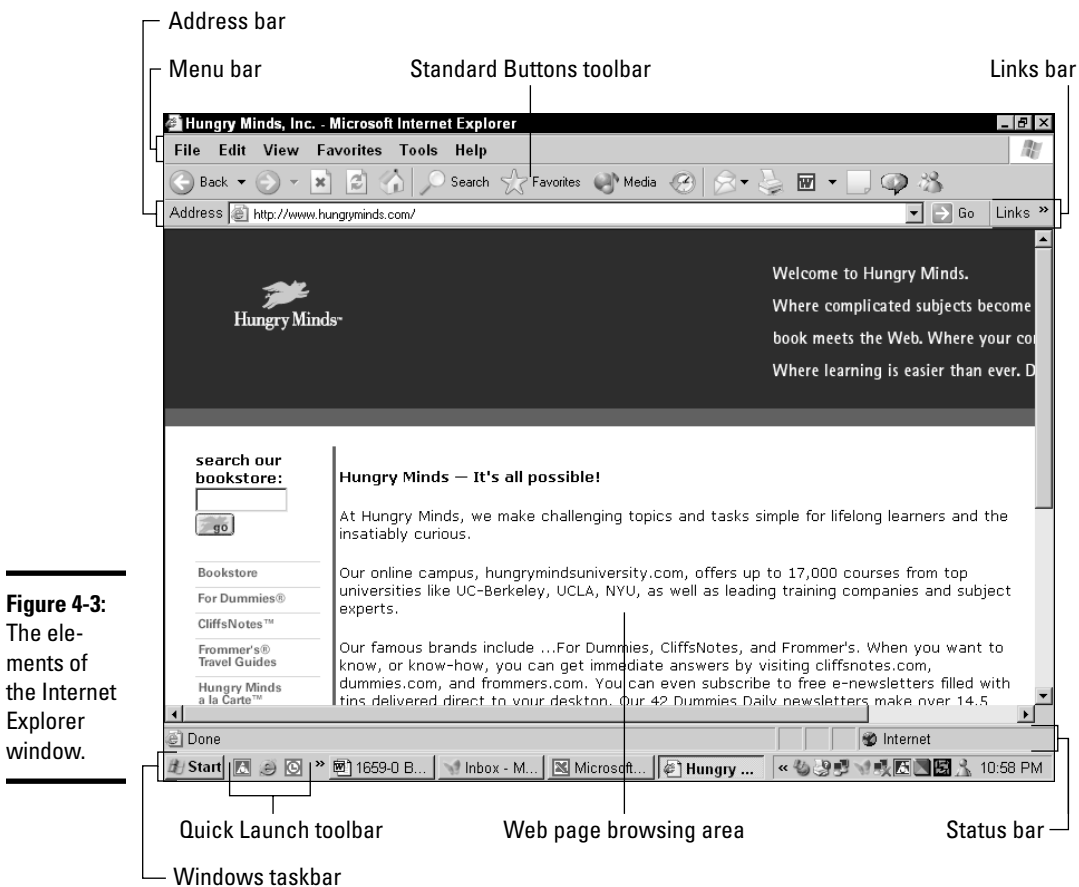 Address bar
Menu bar
Standard Buttons toolbar
Links bar
Hungry Minds, Inc. - Microsoft Internet Explorer
File Edit View Favorites Tools Help
Back Search Favorites Media
Address http://www.hungryminds.com/ Go Links »
Welcome to Hungry Minds.
Where complicated subjects become
book meets the Web. Where your
Where learning is easier than ever. D
Hungry Minds™
search our
bookstore:
go
Bookstore
For Dummies®
CliffsNotes™
Frommer's®
Travel Guides
Hungry Minds
a la Carte™
Hungry Minds — It's all possible!
At Hungry Minds, we make challenging topics and tasks simple for lifelong learners and the
insatiably curious.
Our online campus, hungrymindsuniversity.com, offers up to 17,000 courses from top
universities like UC-Berkeley, UCLA, NYU, as well as leading training companies and subject
experts.
Our famous brands include ...For Dummies, CliffsNotes, and Frommer's. When you want to
know, or know-how, you can get immediate answers by visiting cliffsnotes.com,
dummies.com, and frommers.com. You can even subscribe to free e-newsletters filled with
tips delivered direct to your desktop. Our 42 Dummies Daily newsletters make over 14.5
Done Internet
Start » 1659-0 B... Inbox - M... Microsoft... Hungry ... « 10:58 PM
Quick Launch toolbar
Web page browsing area
Status bar
Windows taskbar
Figure 4-3:
The ele-
ments of
the Internet
Explorer
window.